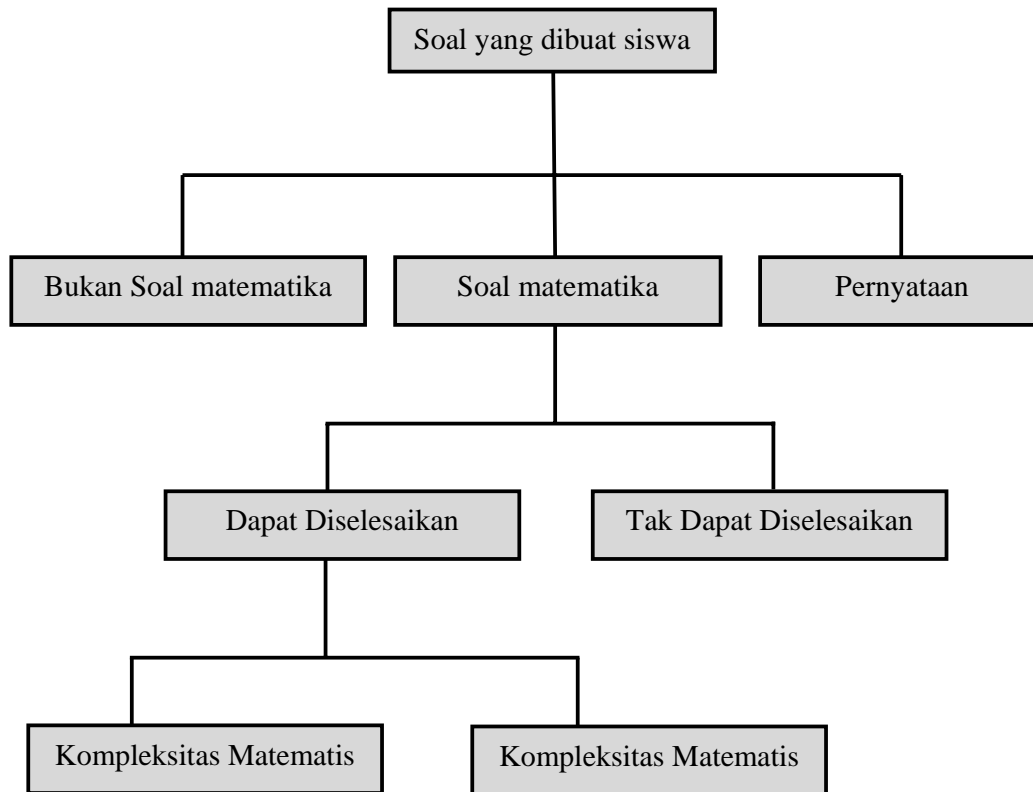 Soal yang dibuat siswa
Bukan Soal matematika
Soal matematika
Pernyataan
Dapat Diselesaikan
Tak Dapat Diselesaikan
Kompleksitas Matematis
Kompleksitas Matematis